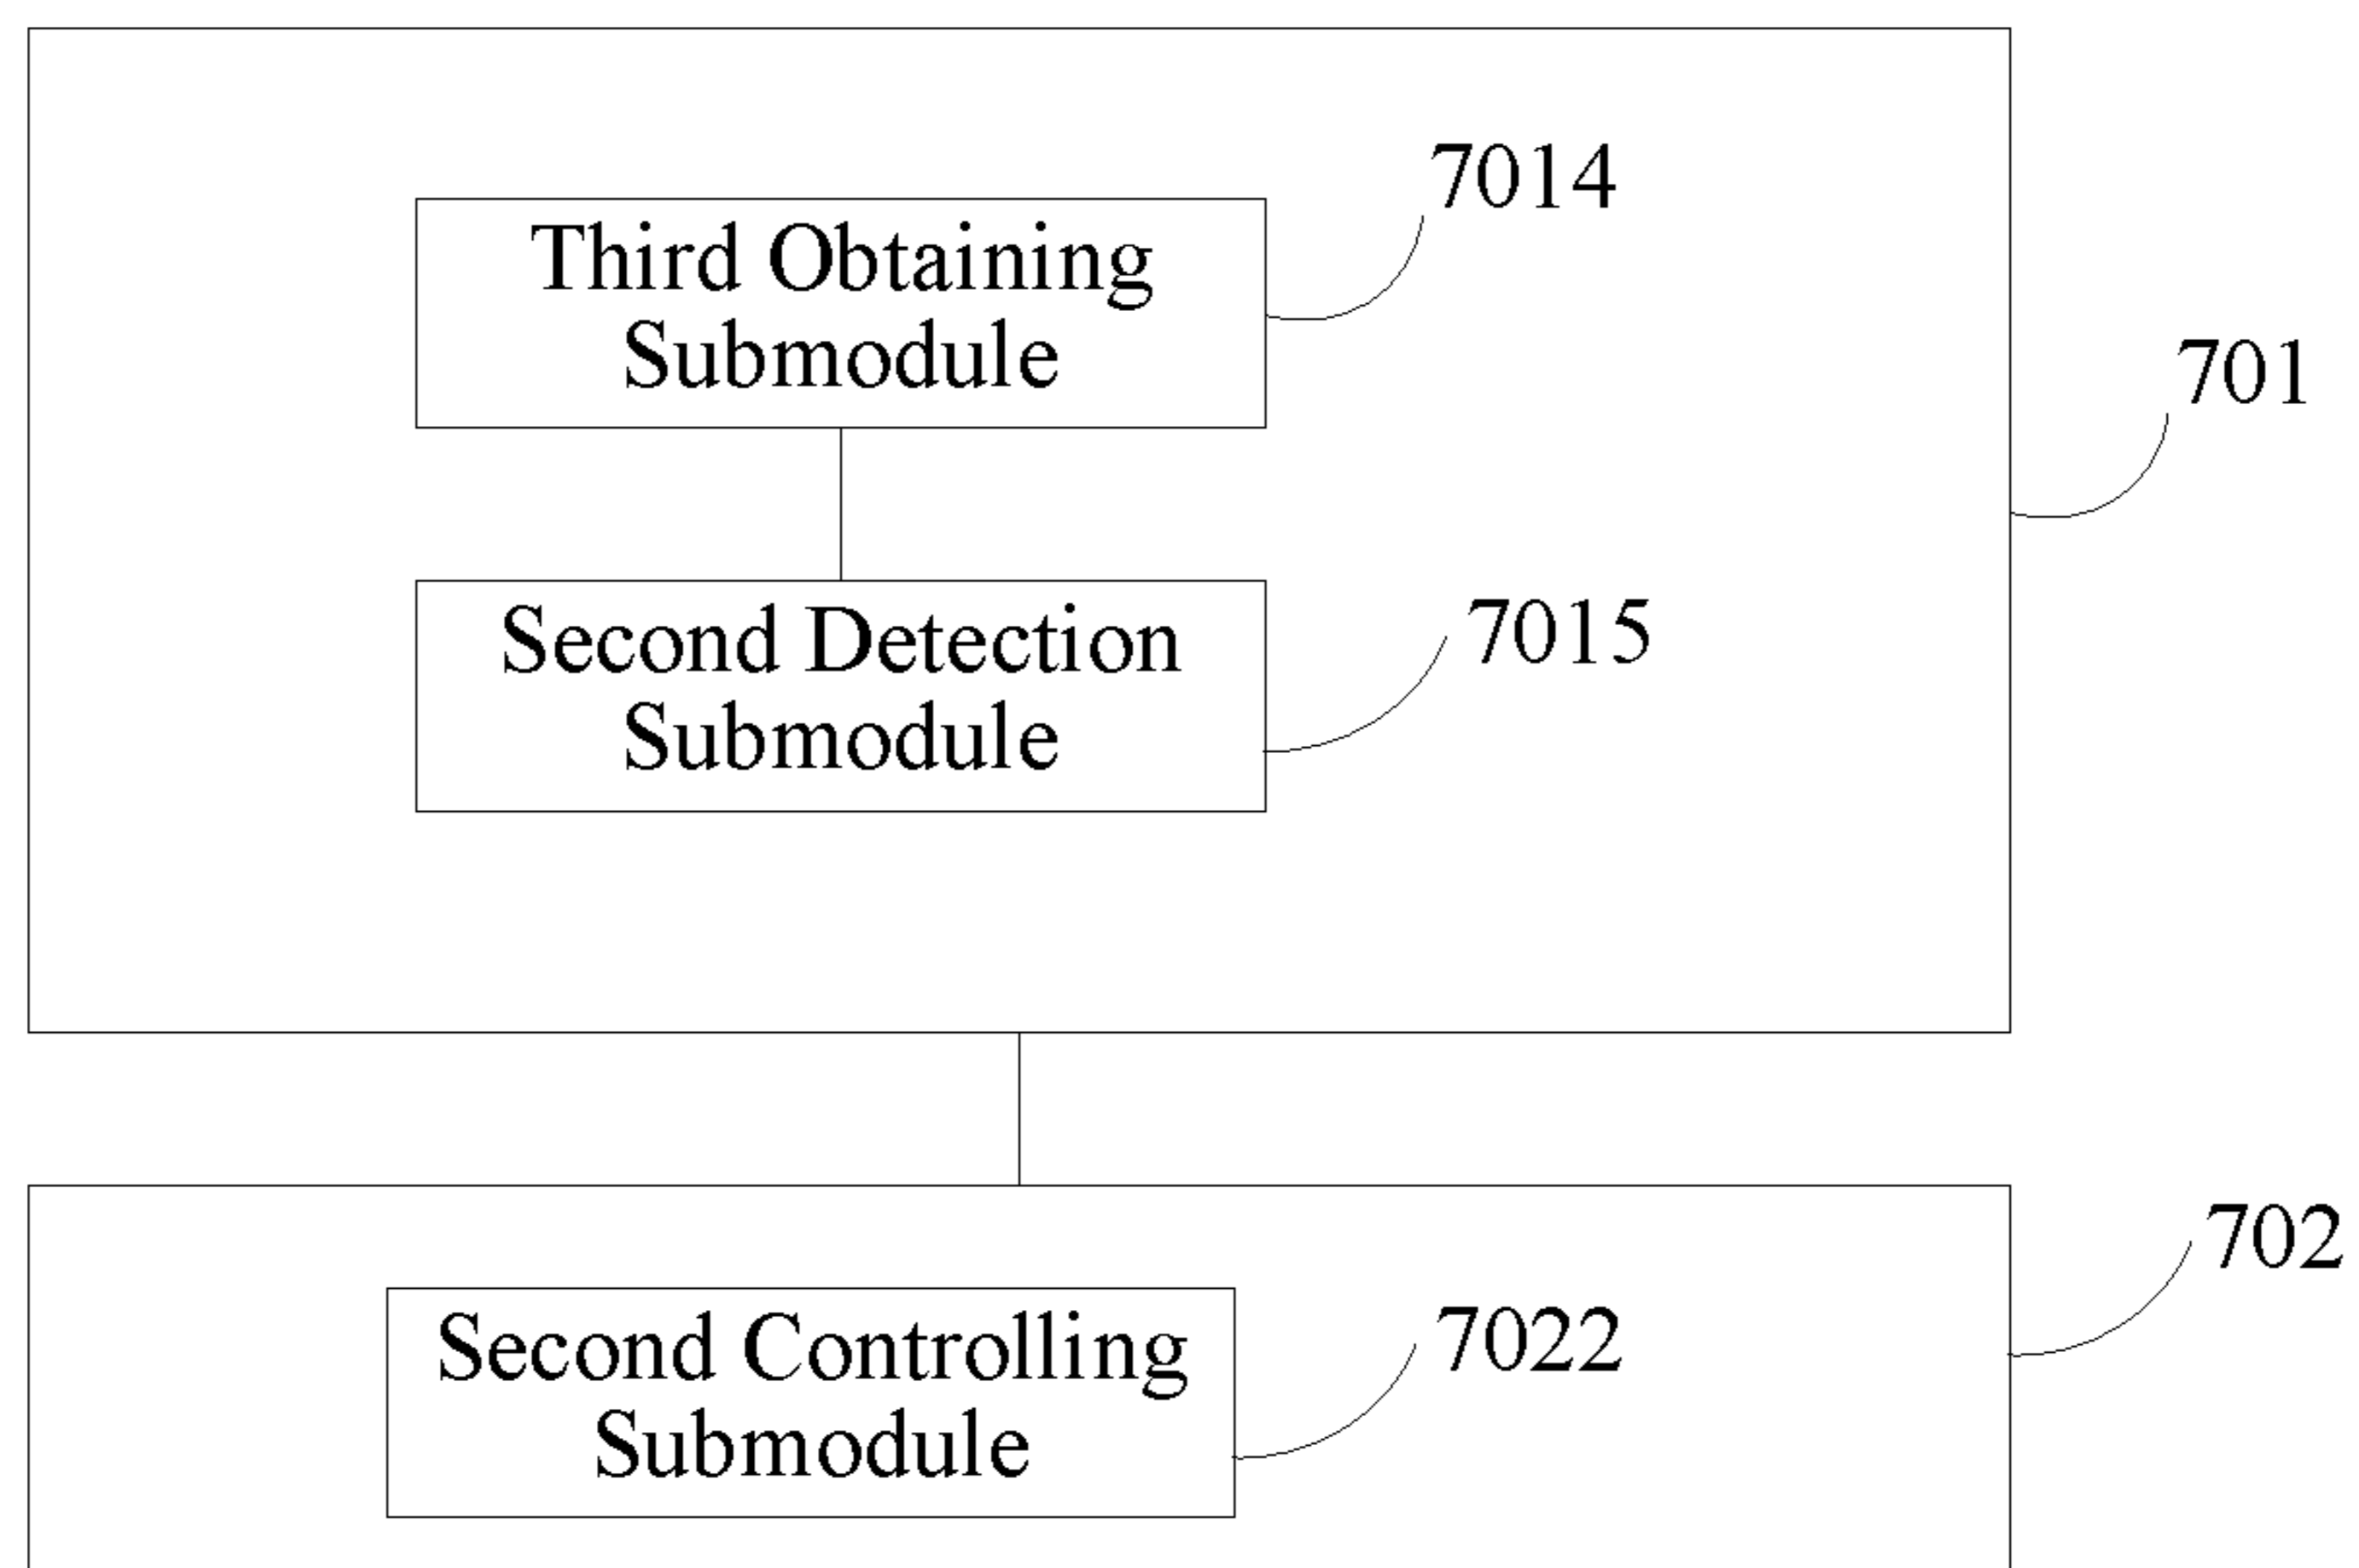 7014
Third Obtaining
Submodule
701
Second Detection
Submodule
7015
702
Second Controlling
Submodule
7022